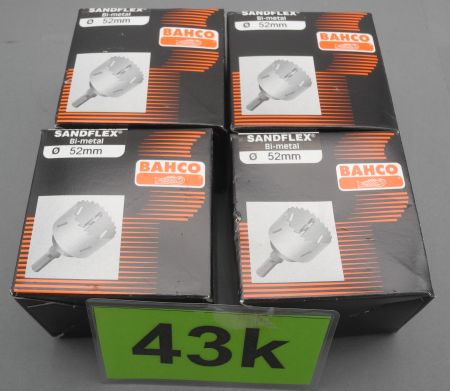 SANDFLEX®
Bi-metal
Ø 52mm
BAHCO
SANDFLEX
Bi-metal
Ø 52mm
BAHCO
SANDFLEX®
Bi-metal
Ø 52mm
BAHCO
SANDFLEX®
Bi-metal
Ø 52mm
BAHCO
43k